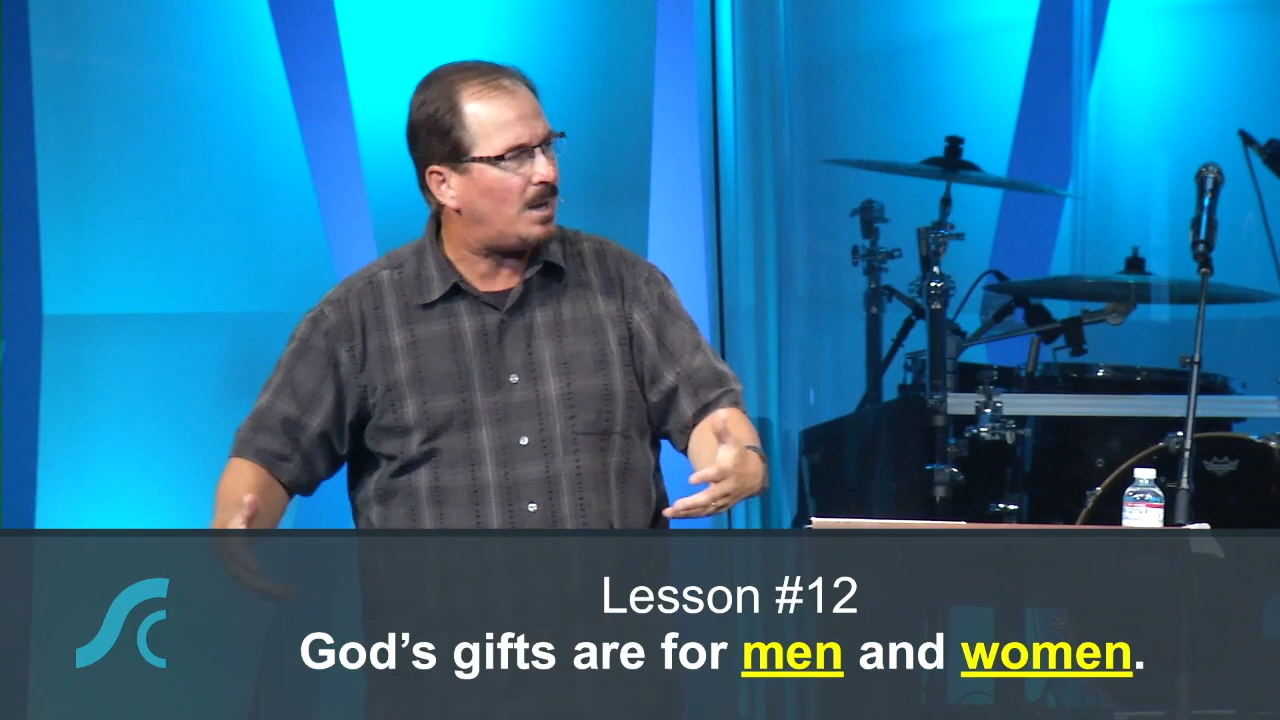 Lesson #12
God’s gifts are for men and women.